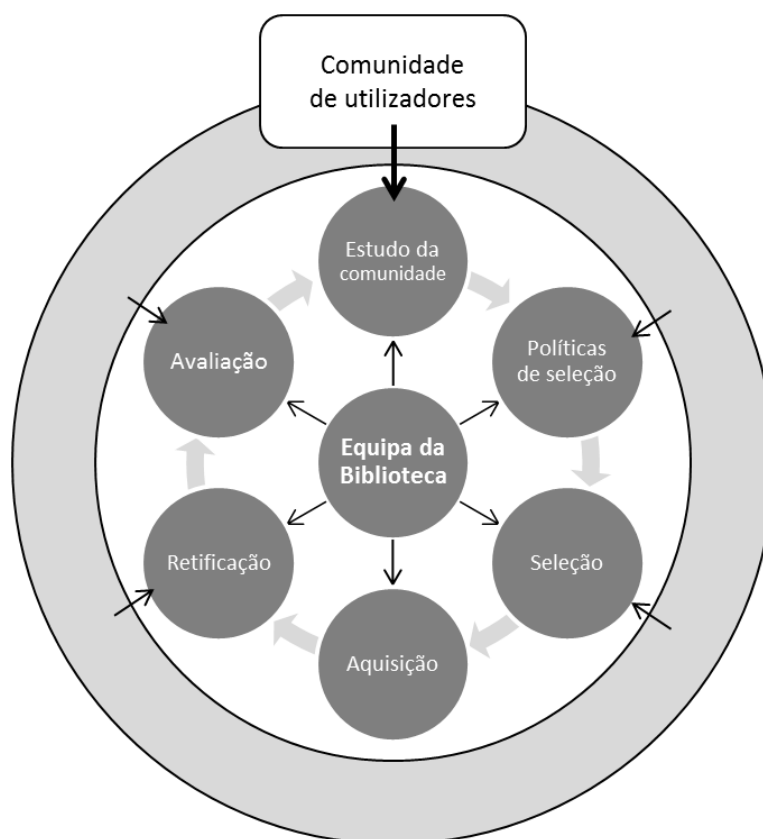 Comunidade
de utilizadores
Estudo da
comunidade
Avaliação
Políticas
de seleção
Equipa da
Biblioteca
Retificação
Seleção
Aquisição